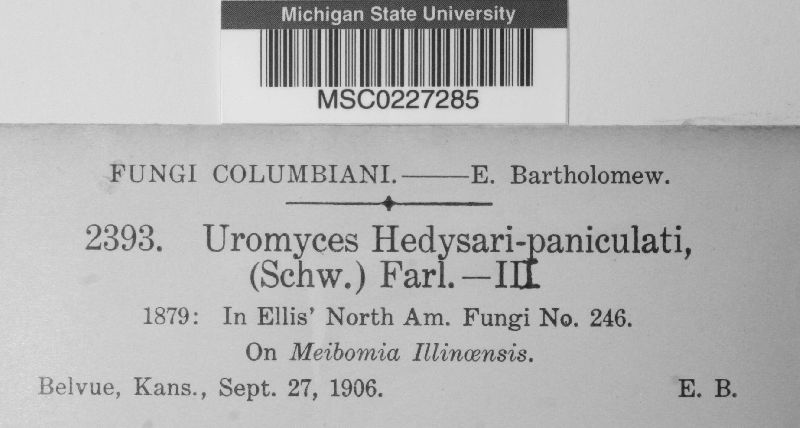 Michigan State University
MSC0227285
FUNGI COLUMBIANI.——E. Bartholomew.
2393. Uromyces Hedysari-paniculati,
(Schw.) Farl.—III
1879: In Ellis' North Am. Fungi No. 246.
On Meibomia Illinœnsis.
Belvue, Kans., Sept. 27, 1906. E. B.